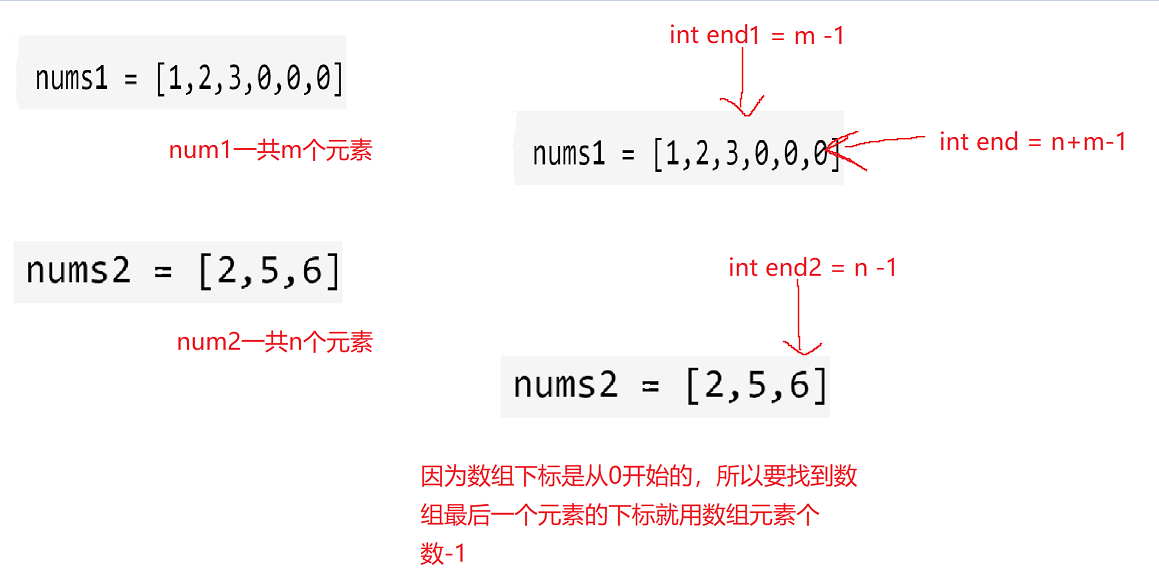 nums1 = [1,2,3,0,0,0]
num1一共m个元素
nums2 = [2,5,6]
num2一共n个元素
int end1 = m -1
nums1 = [1,2,3,0,0,0]
int end = n+m-1
int end2 = n -1
nums2 = [2,5,6]
因为数组下标是从0开始的，所以要找到数
组最后一个元素的下标就用数组元素个
数-1